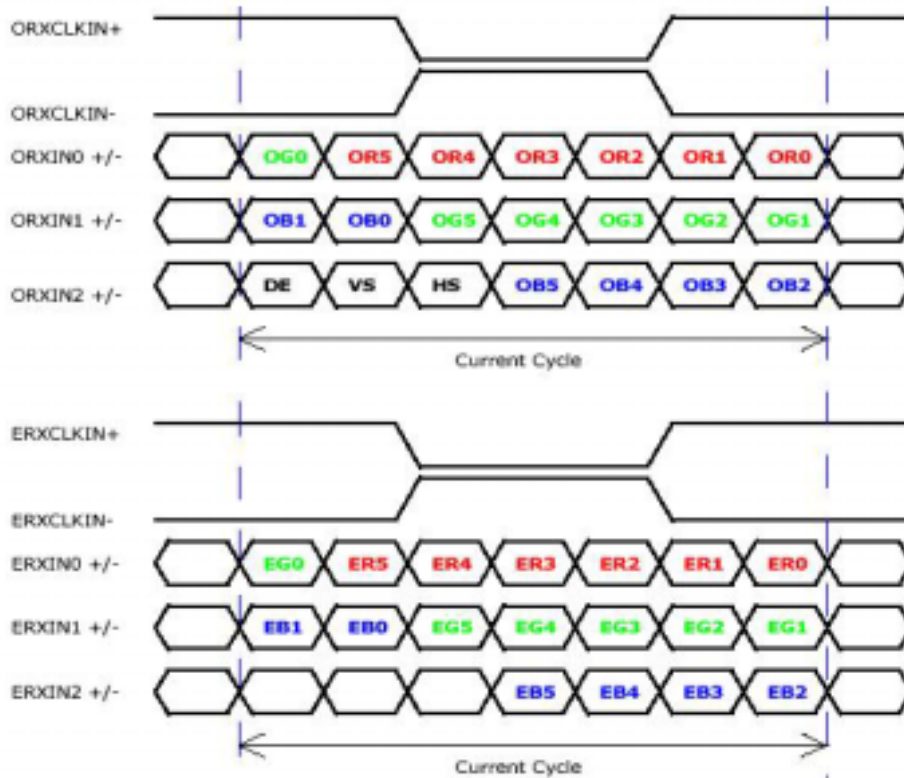 ORXCLKIN+
ORXCLKIN-
ORXIN0 +/- OG0 OR5 OR4 OR3 OR2 OR1 OR0
ORXIN1 +/- OB1 OB0 OG5 OG4 OG3 OG2 OG1
ORXIN2 +/- DE VS HS OB5 OB4 OB3 OB2
Current Cycle
ERXCLKIN+
ERXCLKIN-
ERXIN0 +/- EG0 ER5 ER4 ER3 ER2 ER1 ER0
ERXIN1 +/- EB1 EB0 EG5 EG4 EG3 EG2 EG1
ERXIN2 +/- EB5 EB4 EB3 EB2
Current Cycle